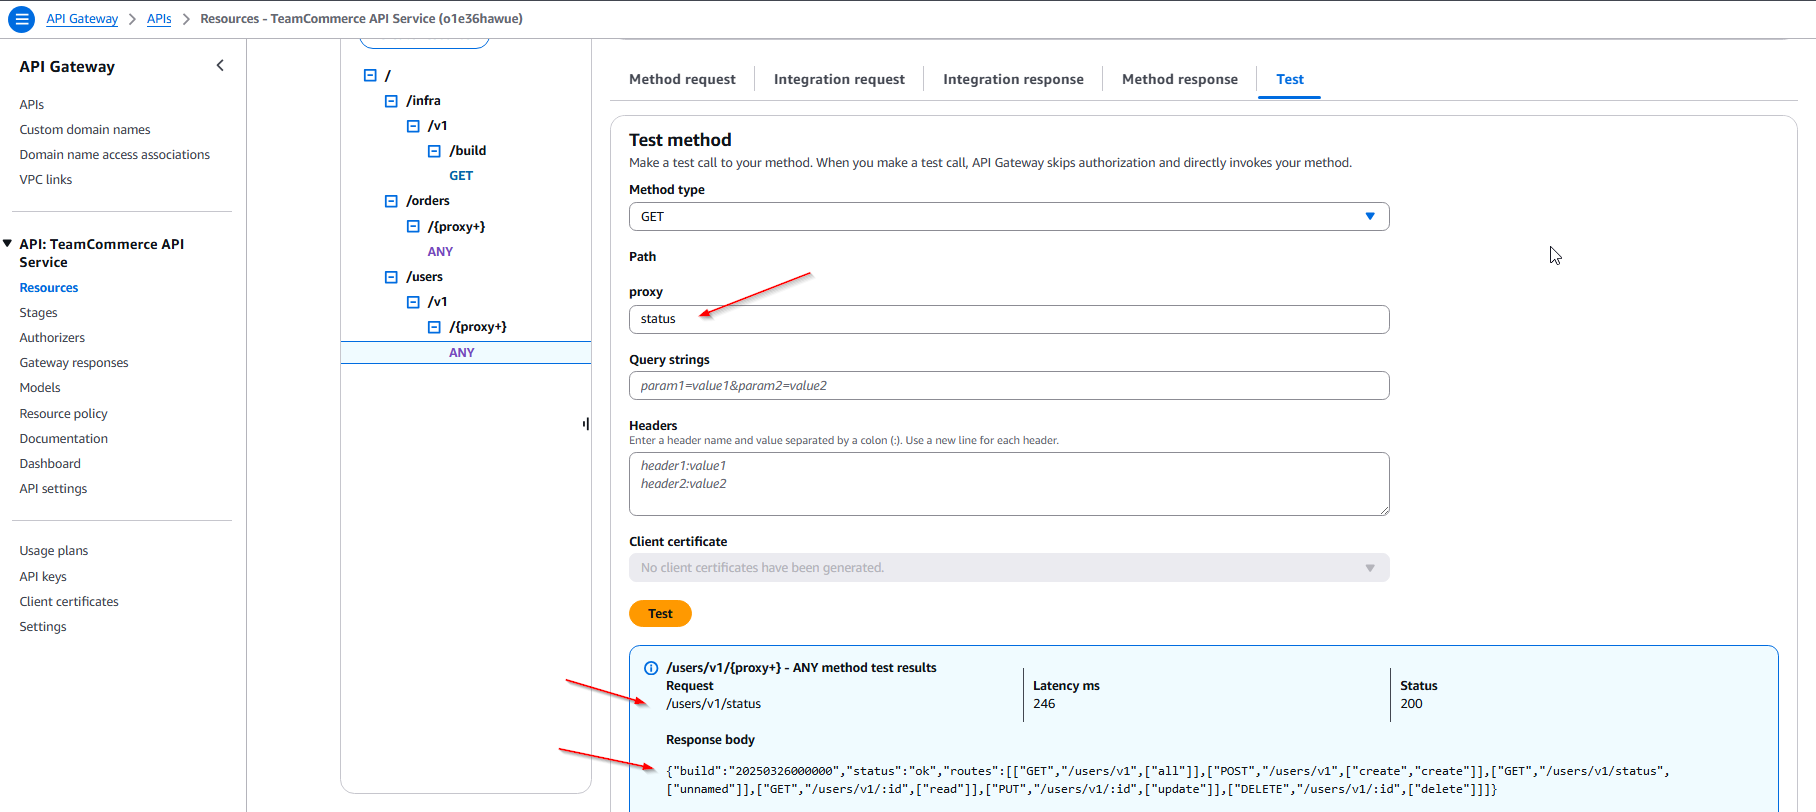 API Gateway > APIs > Resources - TeamCommerce API Service (o1e36hawue)
API Gateway
APIs
Custom domain names
Domain name access associations
VPC links
API: TeamCommerce API
Service
Resources
Stages
Authorizers
Gateway responses
Models
Resource policy
Documentation
Dashboard
API settings
Usage plans
API keys
Client certificates
Settings
/
/infra
/v1
/build
GET
/orders
/{proxy+}
ANY
/users
/v1
/{proxy+}
ANY
Method request
Integration request
Integration response
Method response
Test
Test method
Make a test call to your method. When you make a test call, API Gateway skips authorization and directly invokes your method.
Method type
GET
Path
proxy
status
Query strings
param1=value1&param2=value2
Headers
Enter a header name and value separated by a colon (:). Use a new line for each header.
header1:value1
header2:value2
Client certificate
No client certificates have been generated.
Test
/users/v1/{proxy+} - ANY method test results
Request
/users/v1/status
Latency ms
246
Status
200
Response body
{"build":"20250326000000","status":"ok","routes":[["GET","/users/v1",["all"]],["POST","/users/v1",["create","create"]],["GET","/users/v1/status",
["unnamed"]],["GET","/users/v1/:id",["read"]],["PUT","/users/v1/:id",["update"]],["DELETE","/users/v1/:id",["delete"]]]}